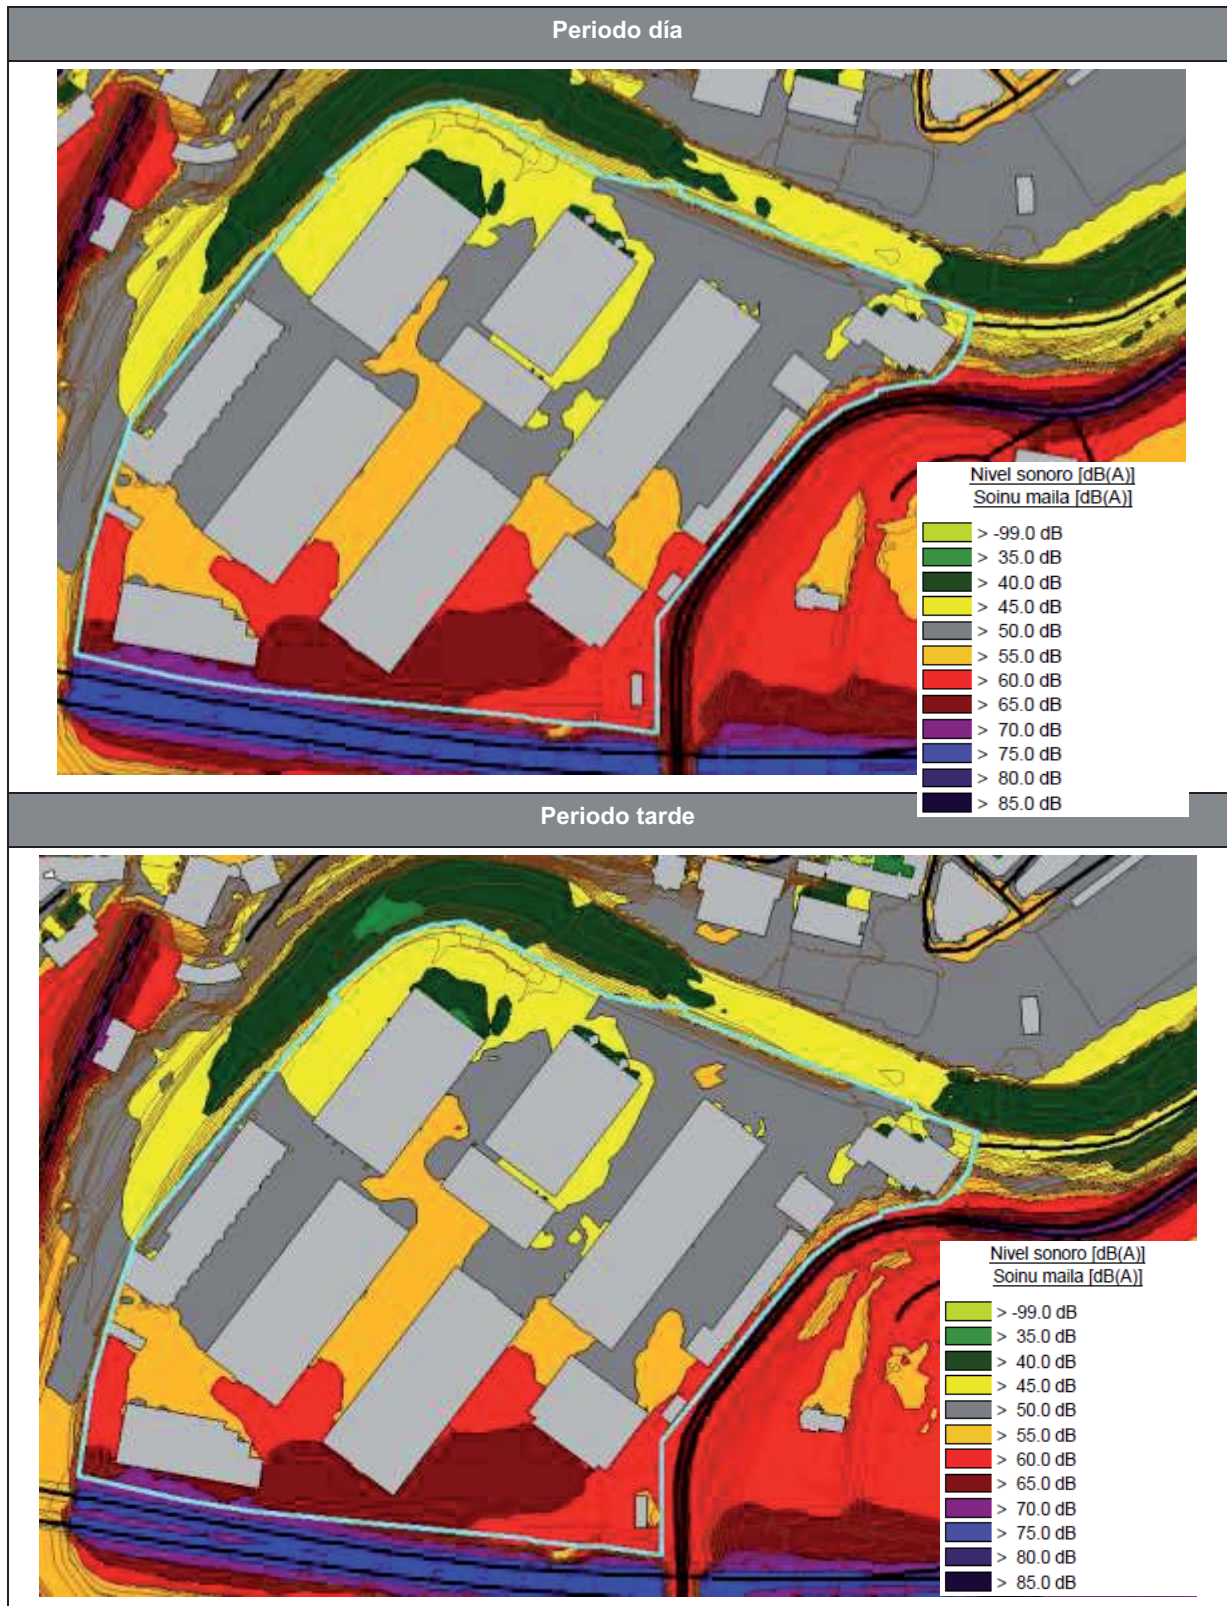 Periodo día
Nivel sonoro [dB(A)]
Soinu maila [dB(A)]
> -99.0 dB
> 35.0 dB
> 40.0 dB
> 45.0 dB
> 50.0 dB
> 55.0 dB
> 60.0 dB
> 65.0 dB
> 70.0 dB
> 75.0 dB
> 80.0 dB
> 85.0 dB
Periodo tarde
Nivel sonoro [dB(A)]
Soinu maila [dB(A)]
> -99.0 dB
> 35.0 dB
> 40.0 dB
> 45.0 dB
> 50.0 dB
> 55.0 dB
> 60.0 dB
> 65.0 dB
> 70.0 dB
> 75.0 dB
> 80.0 dB
> 85.0 dB